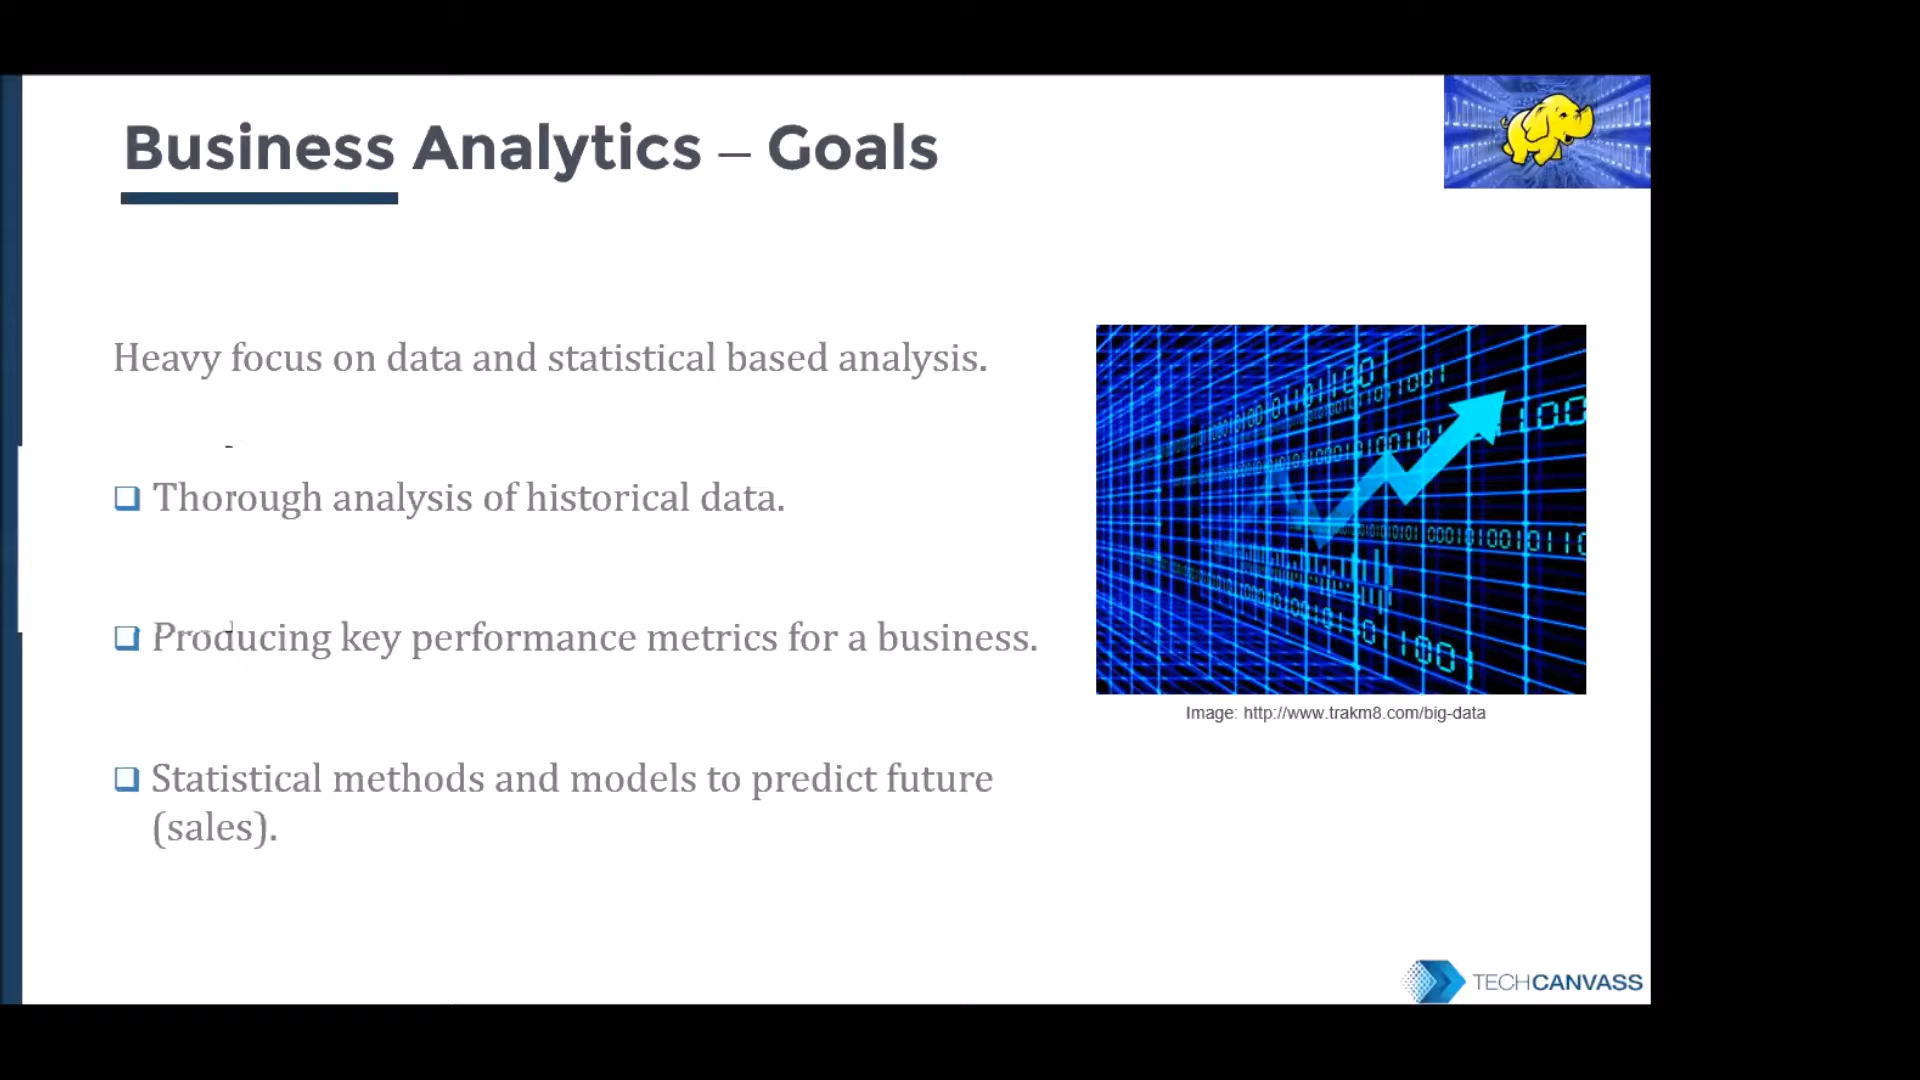 Business Analytics – Goals
Heavy focus on data and statistical based analysis.
Thorough analysis of historical data.
Producing key performance metrics for a business.
Statistical methods and models to predict future
(sales).
Image: http://www.trakm8.com/big-data
TECHCANVASS